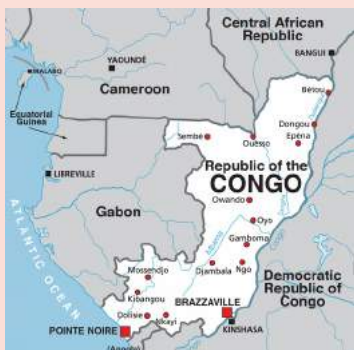 Central African
Republic
BANGUI
YAOUNDÉ
MALABO
Cameroon
Equatorial
Guinea
Bétou
Dongou
Epéna
Sembé
Ouesso
LIBREVILLE
Republic of the
CONGO
Owando
Gabon
Oyo
Gamboma
ATLANTIC OCEAN
Mossendjo
Djambala
Ngo
Democratic
Republic of
Congo
Kibangou
BRAZZAVILLE
Dolisie
Nkayi
POINTE NOIRE
KINSHASA
(Angola)